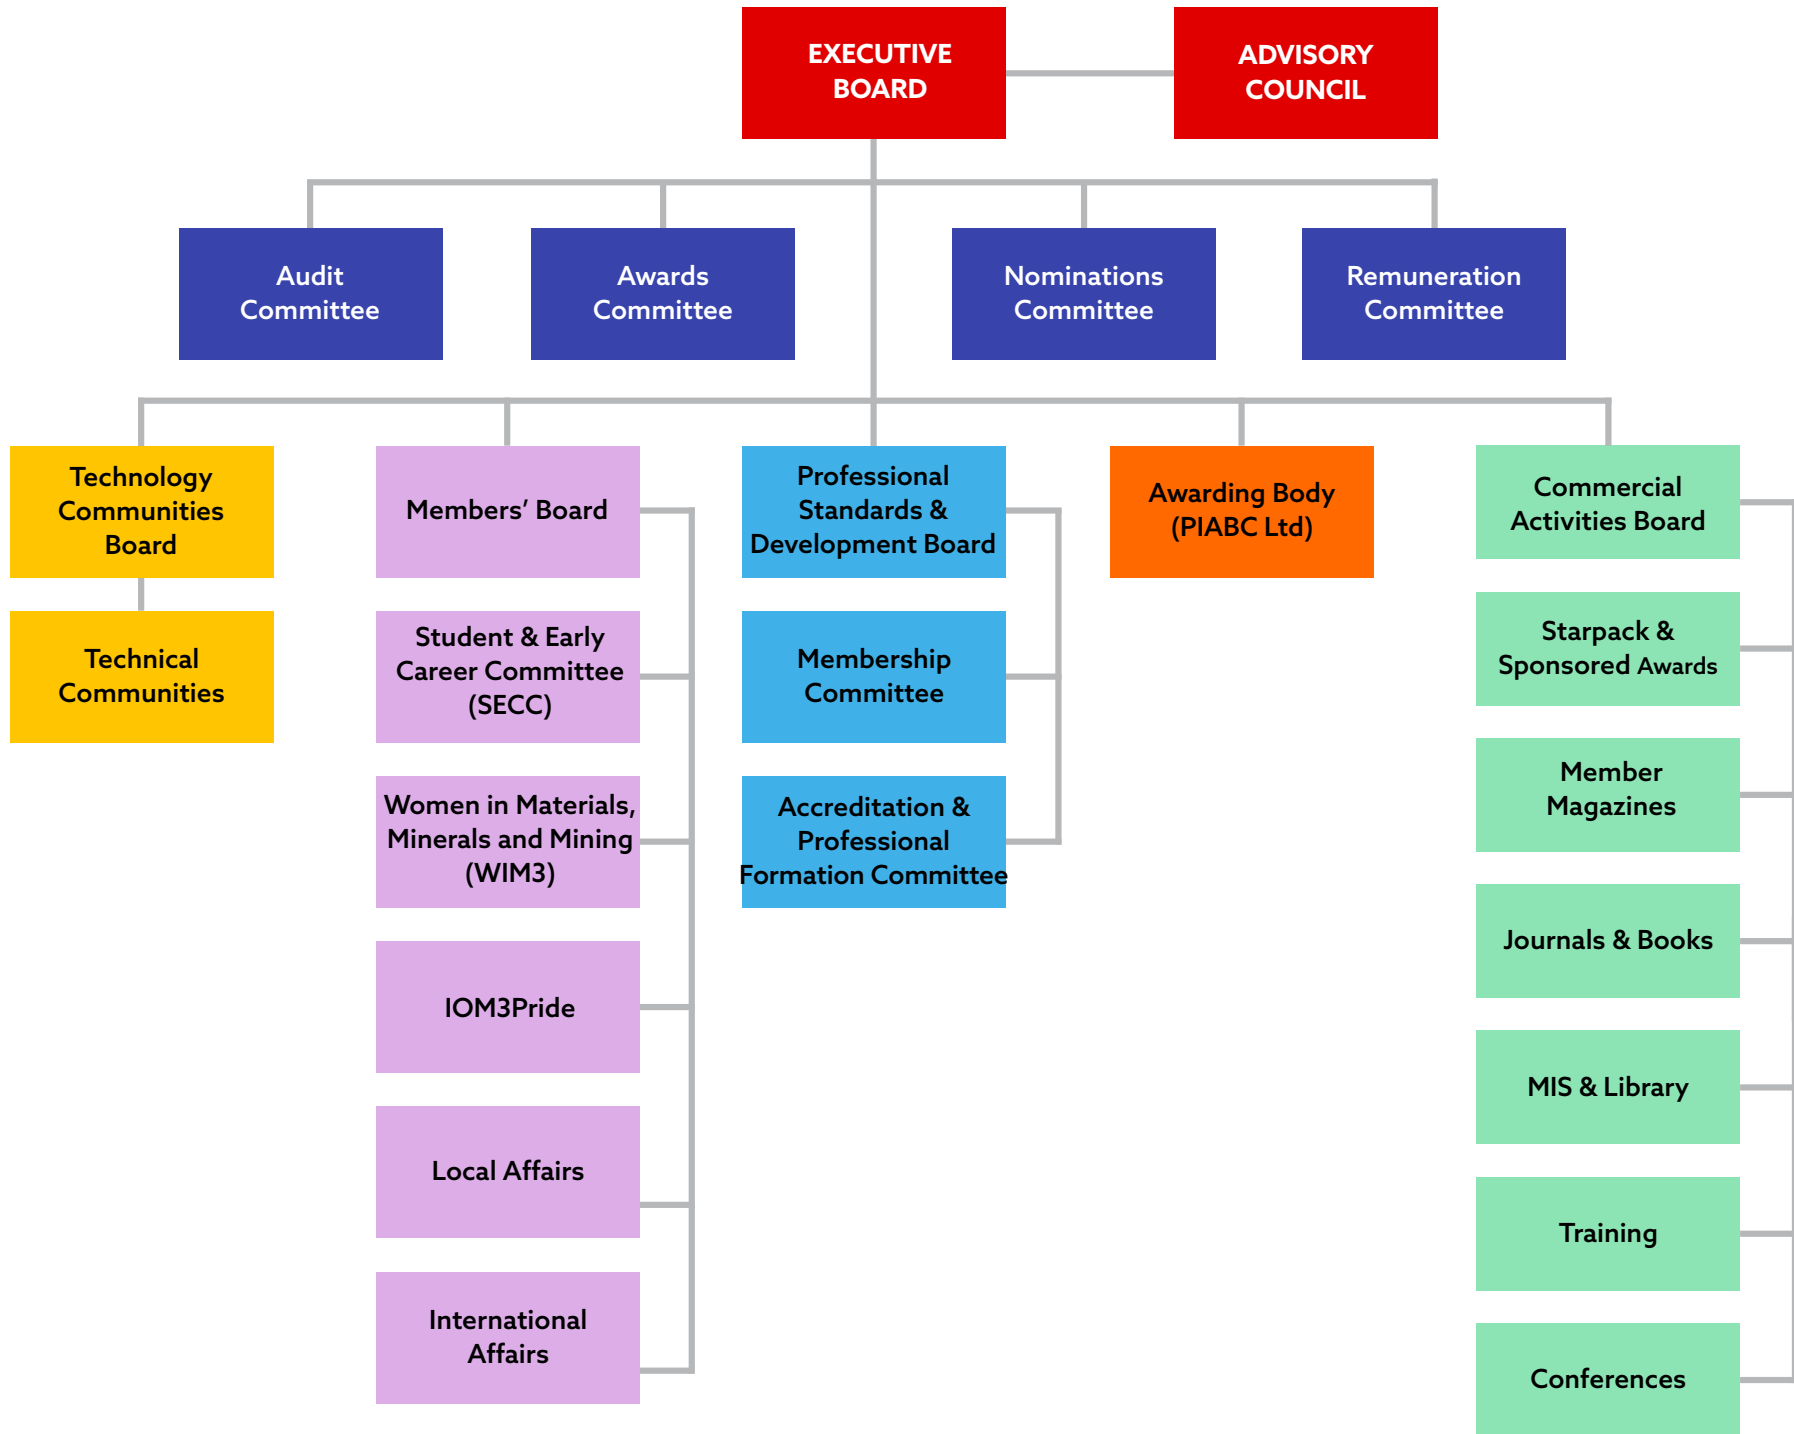 EXECUTIVE
BOARD
ADVISORY
COUNCIL
Audit
Committee
Awards
Committee
Nominations
Committee
Remuneration
Committee
Technology
Communities
Board
Technical
Communities
Members’ Board
Student & Early
Career Committee
(SECC)
Women in Materials,
Minerals and Mining
(WIM3)
IOM3Pride
Local Affairs
International
Affairs
Professional
Standards &
Development Board
Membership
Committee
Accreditation &
Professional
Formation Committee
Awarding Body
(PIABC Ltd)
Commercial
Activities Board
Starpack &
Sponsored Awards
Member
Magazines
Journals & Books
MIS & Library
Training
Conferences